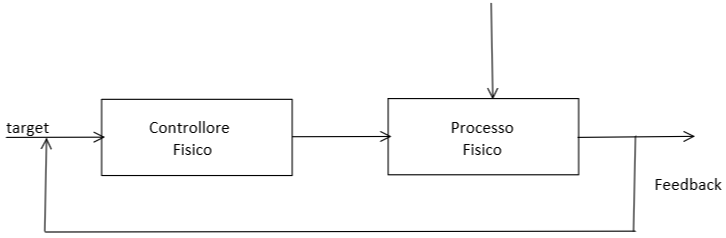 target
Controllore
Fisico
Processo
Fisico
Feedback